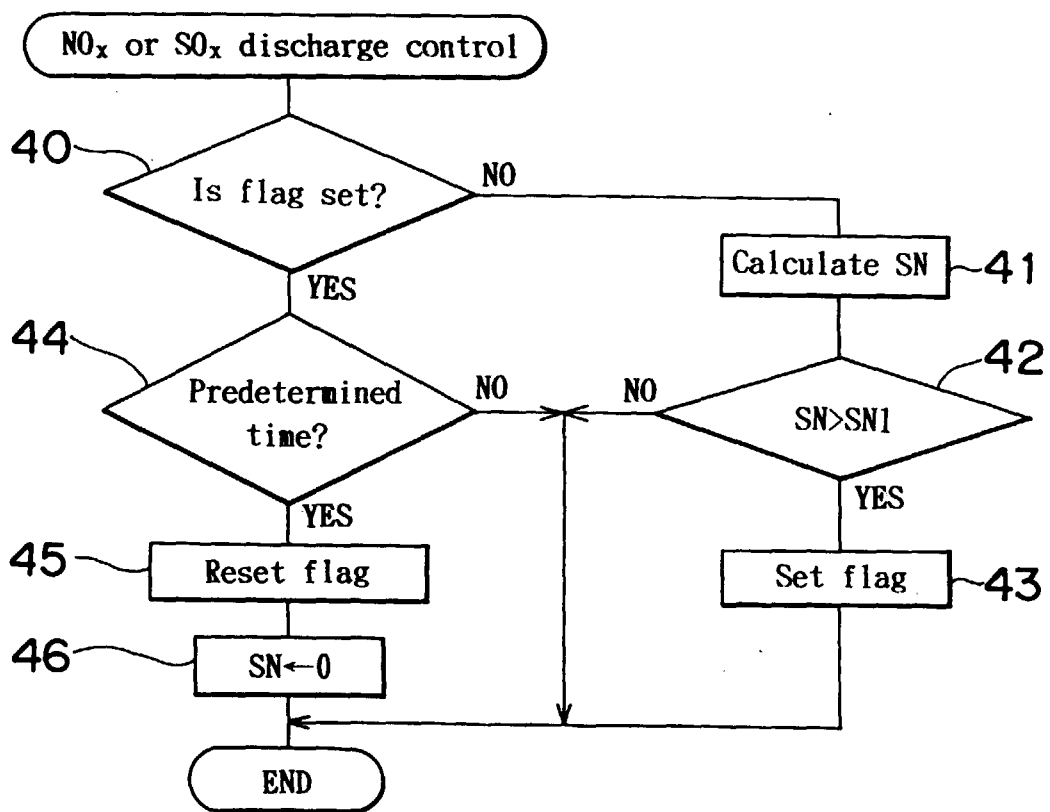 NOx or SOx discharge control
40
Is flag set?
NO
YES
Calculate SN
41
44
Predetermined
time?
NO
YES
NO
SN>SN1
42
YES
45
Reset flag
Set flag
43
46
SN←0
END